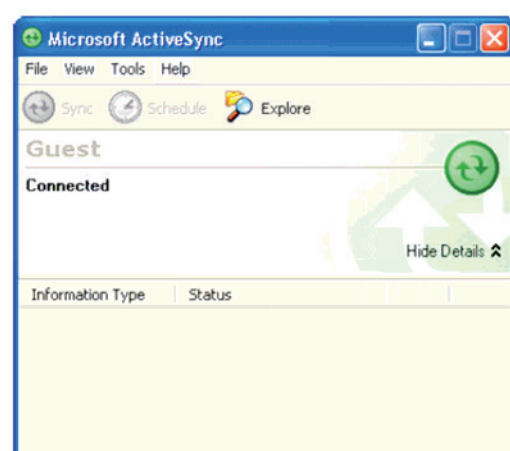 Microsoft ActiveSync
File View Tools Help
Sync Schedule Explore
Guest
Connected
Hide Details
Information Type Status